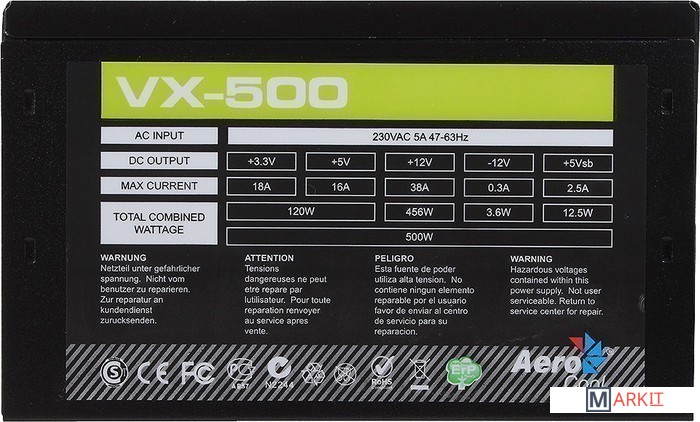 VX-500
AC INPUT 230VAC 5A 47-63Hz
DC OUTPUT +3.3V +5V +12V -12V +5Vsb
MAX CURRENT 18A 16A 38A 0.3A 2.5A
TOTAL COMBINED WATTAGE 120W 456W 3.6W 12.5W
500W
WARNUNG
Netzteil unter gefahrlicher
spannung. Nicht vom
benutzer zu reparieren.
Zur reparatur an
kundendienst
zurucksenden.
ATTENTION
Tensions
dangereuses ne peut
etre repare par
lutilisateur. Pour toute
reparation renvoyer
au service apres
vente.
PELIGRO
Esta fuente de poder
utiliza alta tension. No
contiene ningun elemento
reparable por el usuario
favor de enviar al centro
de servicio para su
reparacion.
WARNING
Hazardous voltages
contained within this
power supply. Not user
serviceable. Return to
service center for repair.
S CE FC PG AE37 N2244 RoHS ErP
Aero
Cool
MARKIT